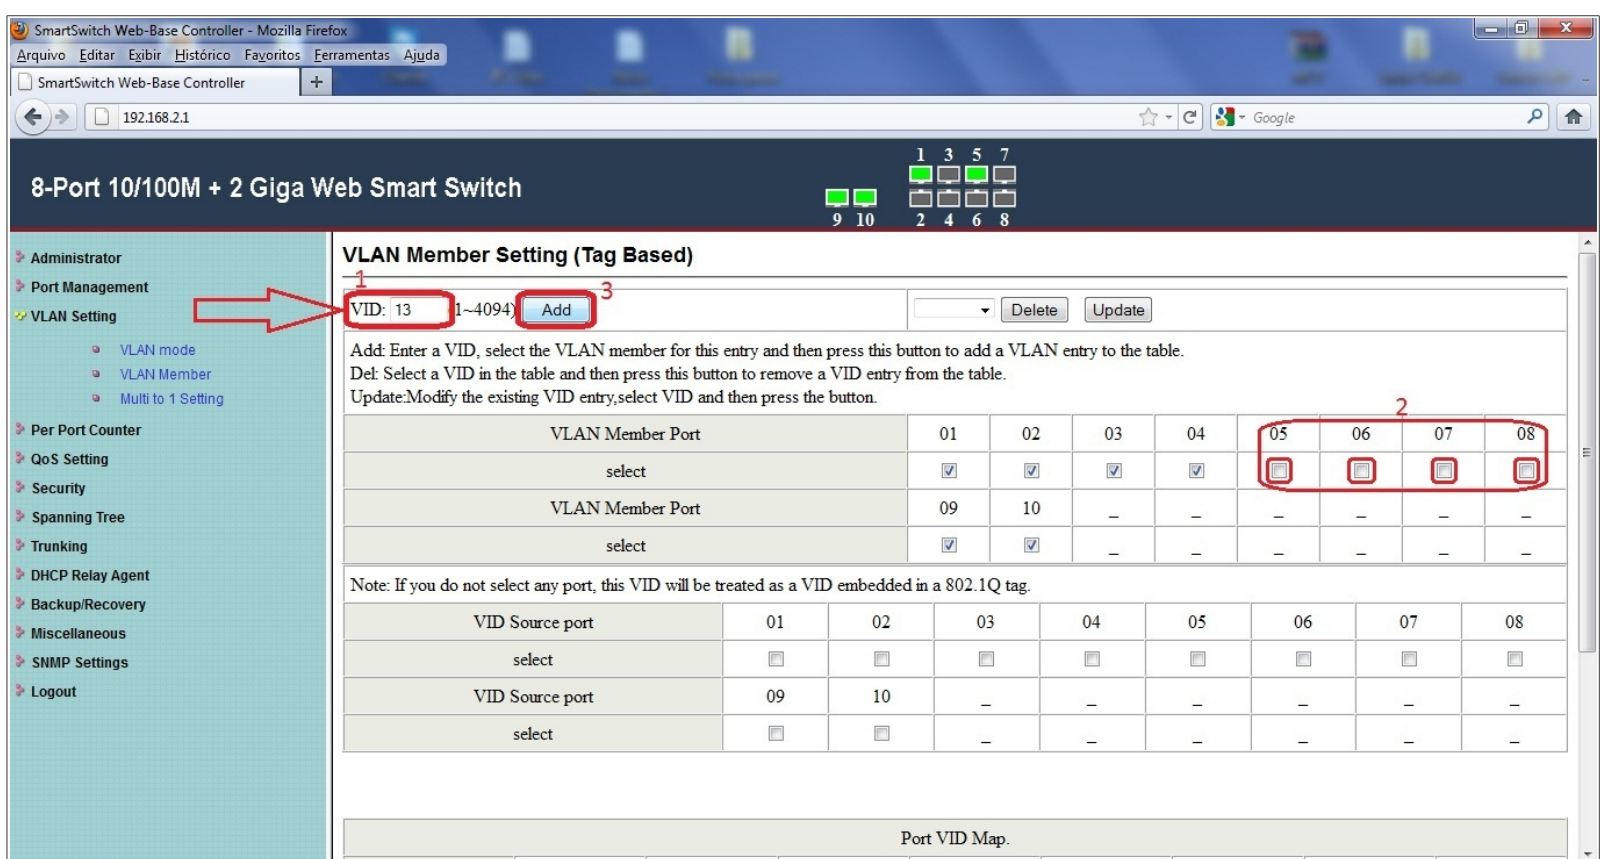 SmartSwitch Web-Base Controller - Mozilla Firefox
Arquivo Editar Exibir Histórico Favoritos Ferramentas Ajuda
SmartSwitch Web-Base Controller +
192.168.2.1 Google
1 3 5 7
8-Port 10/100M + 2 Giga Web Smart Switch
9 10 2 4 6 8
Administrator
Port Management
VLAN Setting
VLAN mode
VLAN Member
Multi to 1 Setting
Per Port Counter
QoS Setting
Security
Spanning Tree
Trunking
DHCP Relay Agent
Backup/Recovery
Miscellaneous
SNMP Settings
Logout
VLAN Member Setting (Tag Based)
1 3
VID: 13 (1~4094) Add Delete Update
Add: Enter a VID, select the VLAN member for this entry and then press this button to add a VLAN entry to the table.
Del: Select a VID in the table and then press this button to remove a VID entry from the table.
Update:Modify the existing VID entry,select VID and then press the button.
2
VLAN Member Port 01 02 03 04 05 06 07 08
select
VLAN Member Port 09 10 _ _ _ _ _ _
select _ _ _ _ _ _
Note: If you do not select any port, this VID will be treated as a VID embedded in a 802.1Q tag.
VID Source port 01 02 03 04 05 06 07 08
select
VID Source port 09 10 _ _ _ _ _ _
select _ _ _ _ _ _
Port VID Map.